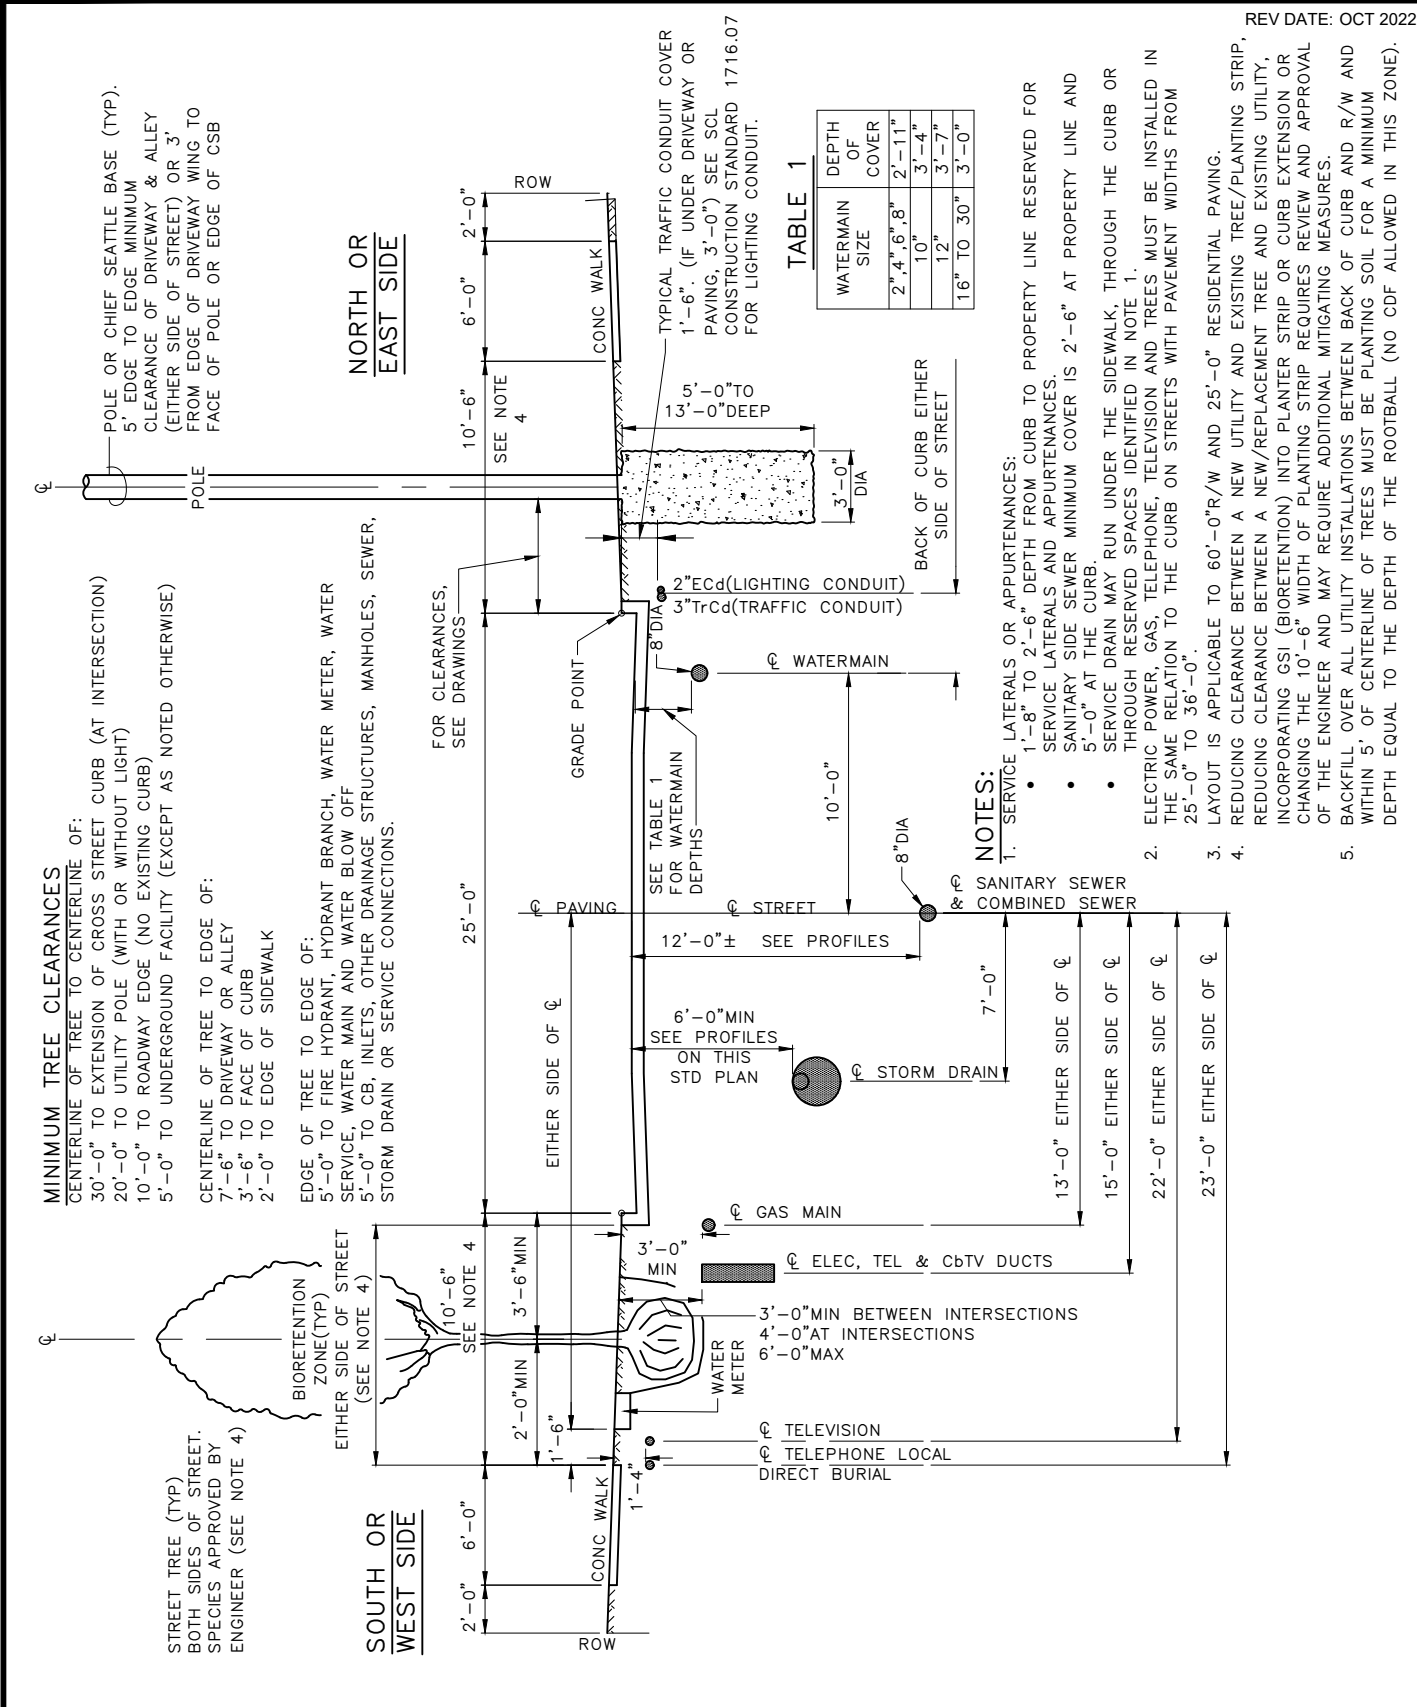 REV DATE: OCT 2022
MINIMUM TREE CLEARANCES
CENTERLINE OF TREE TO CENTERLINE OF:
30'-0" TO EXTENSION OF CROSS STREET CURB (AT INTERSECTION)
20'-0" TO UTILITY POLE (WITH OR WITHOUT LIGHT)
10'-0" TO ROADWAY EDGE (NO EXISTING CURB)
5'-0" TO UNDERGROUND FACILITY (EXCEPT AS NOTED OTHERWISE)
CENTERLINE OF TREE TO EDGE OF:
7'-6" TO DRIVEWAY OR ALLEY
3'-6" TO FACE OF CURB
2'-0" TO EDGE OF SIDEWALK
EDGE OF TREE TO EDGE OF:
5'-0" TO FIRE HYDRANT, HYDRANT BRANCH, WATER METER, WATER
SERVICE, WATER MAIN AND WATER BLOW OFF
5'-0" TO CB, INLETS, OTHER DRAINAGE STRUCTURES, MANHOLES, SEWER,
STORM DRAIN OR SERVICE CONNECTIONS.
℄
POLE OR CHIEF SEATTLE BASE (TYP).
5' EDGE TO EDGE MINIMUM
CLEARANCE OF DRIVEWAY & ALLEY
(EITHER SIDE OF STREET) OR 3'
FROM EDGE OF DRIVEWAY WING TO
FACE OF POLE OR EDGE OF CSB
POLE
℄
STREET TREE (TYP)
BOTH SIDES OF STREET.
SPECIES APPROVED BY
ENGINEER (SEE NOTE 4)
BIORETENTION
ZONE(TYP)
EITHER SIDE OF STREET
(SEE NOTE 4)
SOUTH OR
WEST SIDE
NORTH OR
EAST SIDE
2'-0"
6'-0"
10'-6"
SEE NOTE 4
25'-0"
10'-6"
SEE NOTE
4
6'-0"
2'-0"
1'-6"
2'-0"MIN
3'-6"MIN
EITHER SIDE OF ℄
FOR CLEARANCES,
SEE DRAWINGS
GRADE POINT
ROW
CONC WALK
CONC WALK
ROW
1'-4"
WATER
METER
3'-0"
MIN
℄ PAVING
℄ STREET
SEE TABLE 1
FOR WATERMAIN
DEPTHS
8"DIA
12'-0"± SEE PROFILES
6'-0"MIN
SEE PROFILES
ON THIS
STD PLAN
TYPICAL TRAFFIC CONDUIT COVER
1'-6". (IF UNDER DRIVEWAY OR
PAVING, 3'-0") SEE SCL
CONSTRUCTION STANDARD 1716.07
FOR LIGHTING CONDUIT.
5'-0"TO
13'-0"DEEP
3'-0"
DIA
2"ECd(LIGHTING CONDUIT)
3"TrCd(TRAFFIC CONDUIT)
℄ WATERMAIN
BACK OF CURB EITHER
SIDE OF STREET
10'-0"
8"DIA
℄ SANITARY SEWER
& COMBINED SEWER
℄ STORM DRAIN
7'-0"
℄ GAS MAIN
℄ ELEC, TEL & CbTV DUCTS
3'-0"MIN BETWEEN INTERSECTIONS
4'-0"AT INTERSECTIONS
6'-0"MAX
℄ TELEVISION
℄ TELEPHONE LOCAL
DIRECT BURIAL
13'-0" EITHER SIDE OF ℄
15'-0" EITHER SIDE OF ℄
22'-0" EITHER SIDE OF ℄
23'-0" EITHER SIDE OF ℄
TABLE 1
WATERMAIN SIZE DEPTH OF COVER
2",4",6",8" 2'-11"
10" 3'-4"
12" 3'-7"
16" TO 30" 3'-0"
NOTES:
1. SERVICE LATERALS OR APPURTENANCES:
• 1'-8" TO 2'-6" DEPTH FROM CURB TO PROPERTY LINE RESERVED FOR
SERVICE LATERALS AND APPURTENANCES.
• SANITARY SIDE SEWER MINIMUM COVER IS 2'-6" AT PROPERTY LINE AND
5'-0" AT THE CURB.
• SERVICE DRAIN MAY RUN UNDER THE SIDEWALK, THROUGH THE CURB OR
THROUGH RESERVED SPACES IDENTIFIED IN NOTE 1.
2. ELECTRIC POWER, GAS, TELEPHONE, TELEVISION AND TREES MUST BE INSTALLED IN
THE SAME RELATION TO THE CURB ON STREETS WITH PAVEMENT WIDTHS FROM
25'-0" TO 36'-0".
3. LAYOUT IS APPLICABLE TO 60'-0"R/W AND 25'-0" RESIDENTIAL PAVING.
4. REDUCING CLEARANCE BETWEEN A NEW UTILITY AND EXISTING TREE/PLANTING STRIP,
REDUCING CLEARANCE BETWEEN A NEW/REPLACEMENT TREE AND EXISTING UTILITY,
INCORPORATING GSI (BIORETENTION) INTO PLANTER STRIP OR CURB EXTENSION OR
CHANGING THE 10'-6" WIDTH OF PLANTING STRIP REQUIRES REVIEW AND APPROVAL
OF THE ENGINEER AND MAY REQUIRE ADDITIONAL MITIGATING MEASURES.
5. BACKFILL OVER ALL UTILITY INSTALLATIONS BETWEEN BACK OF CURB AND R/W AND
WITHIN 5' OF CENTERLINE OF TREES MUST BE PLANTING SOIL FOR A MINIMUM
DEPTH EQUAL TO THE DEPTH OF THE ROOTBALL (NO CDF ALLOWED IN THIS ZONE).